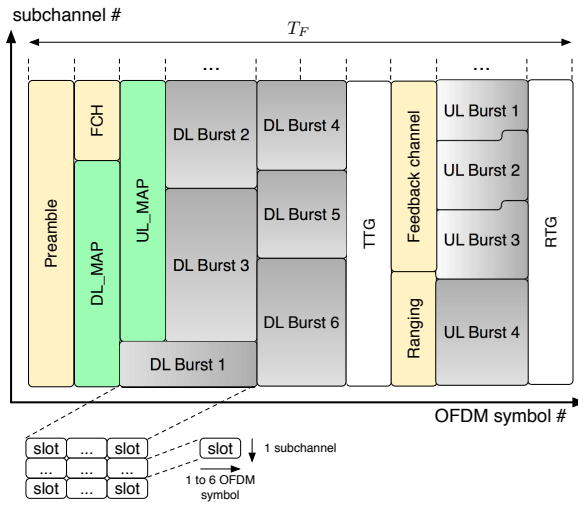 subchannel #
T_F
...
...
Preamble
FCH
DL_MAP
UL_MAP
DL Burst 2
DL Burst 3
DL Burst 1
DL Burst 4
DL Burst 5
DL Burst 6
TTG
Feedback channel
Ranging
UL Burst 1
UL Burst 2
UL Burst 3
UL Burst 4
RTG
OFDM symbol #
slot ... slot
... ... ...
slot ... slot
slot
1 subchannel
1 to 6 OFDM
symbol